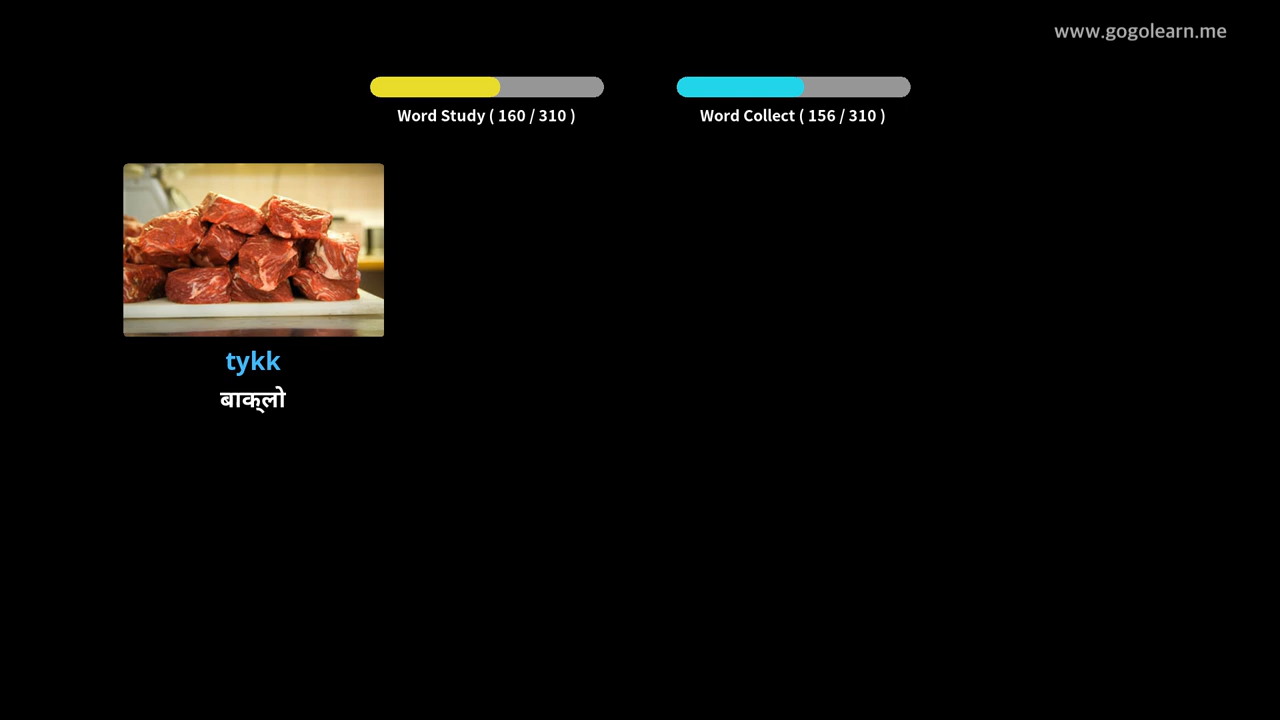 www.gogolearn.me
Word Study ( 160 / 310 )
Word Collect ( 156 / 310 )
tykk
बाक्‌लो